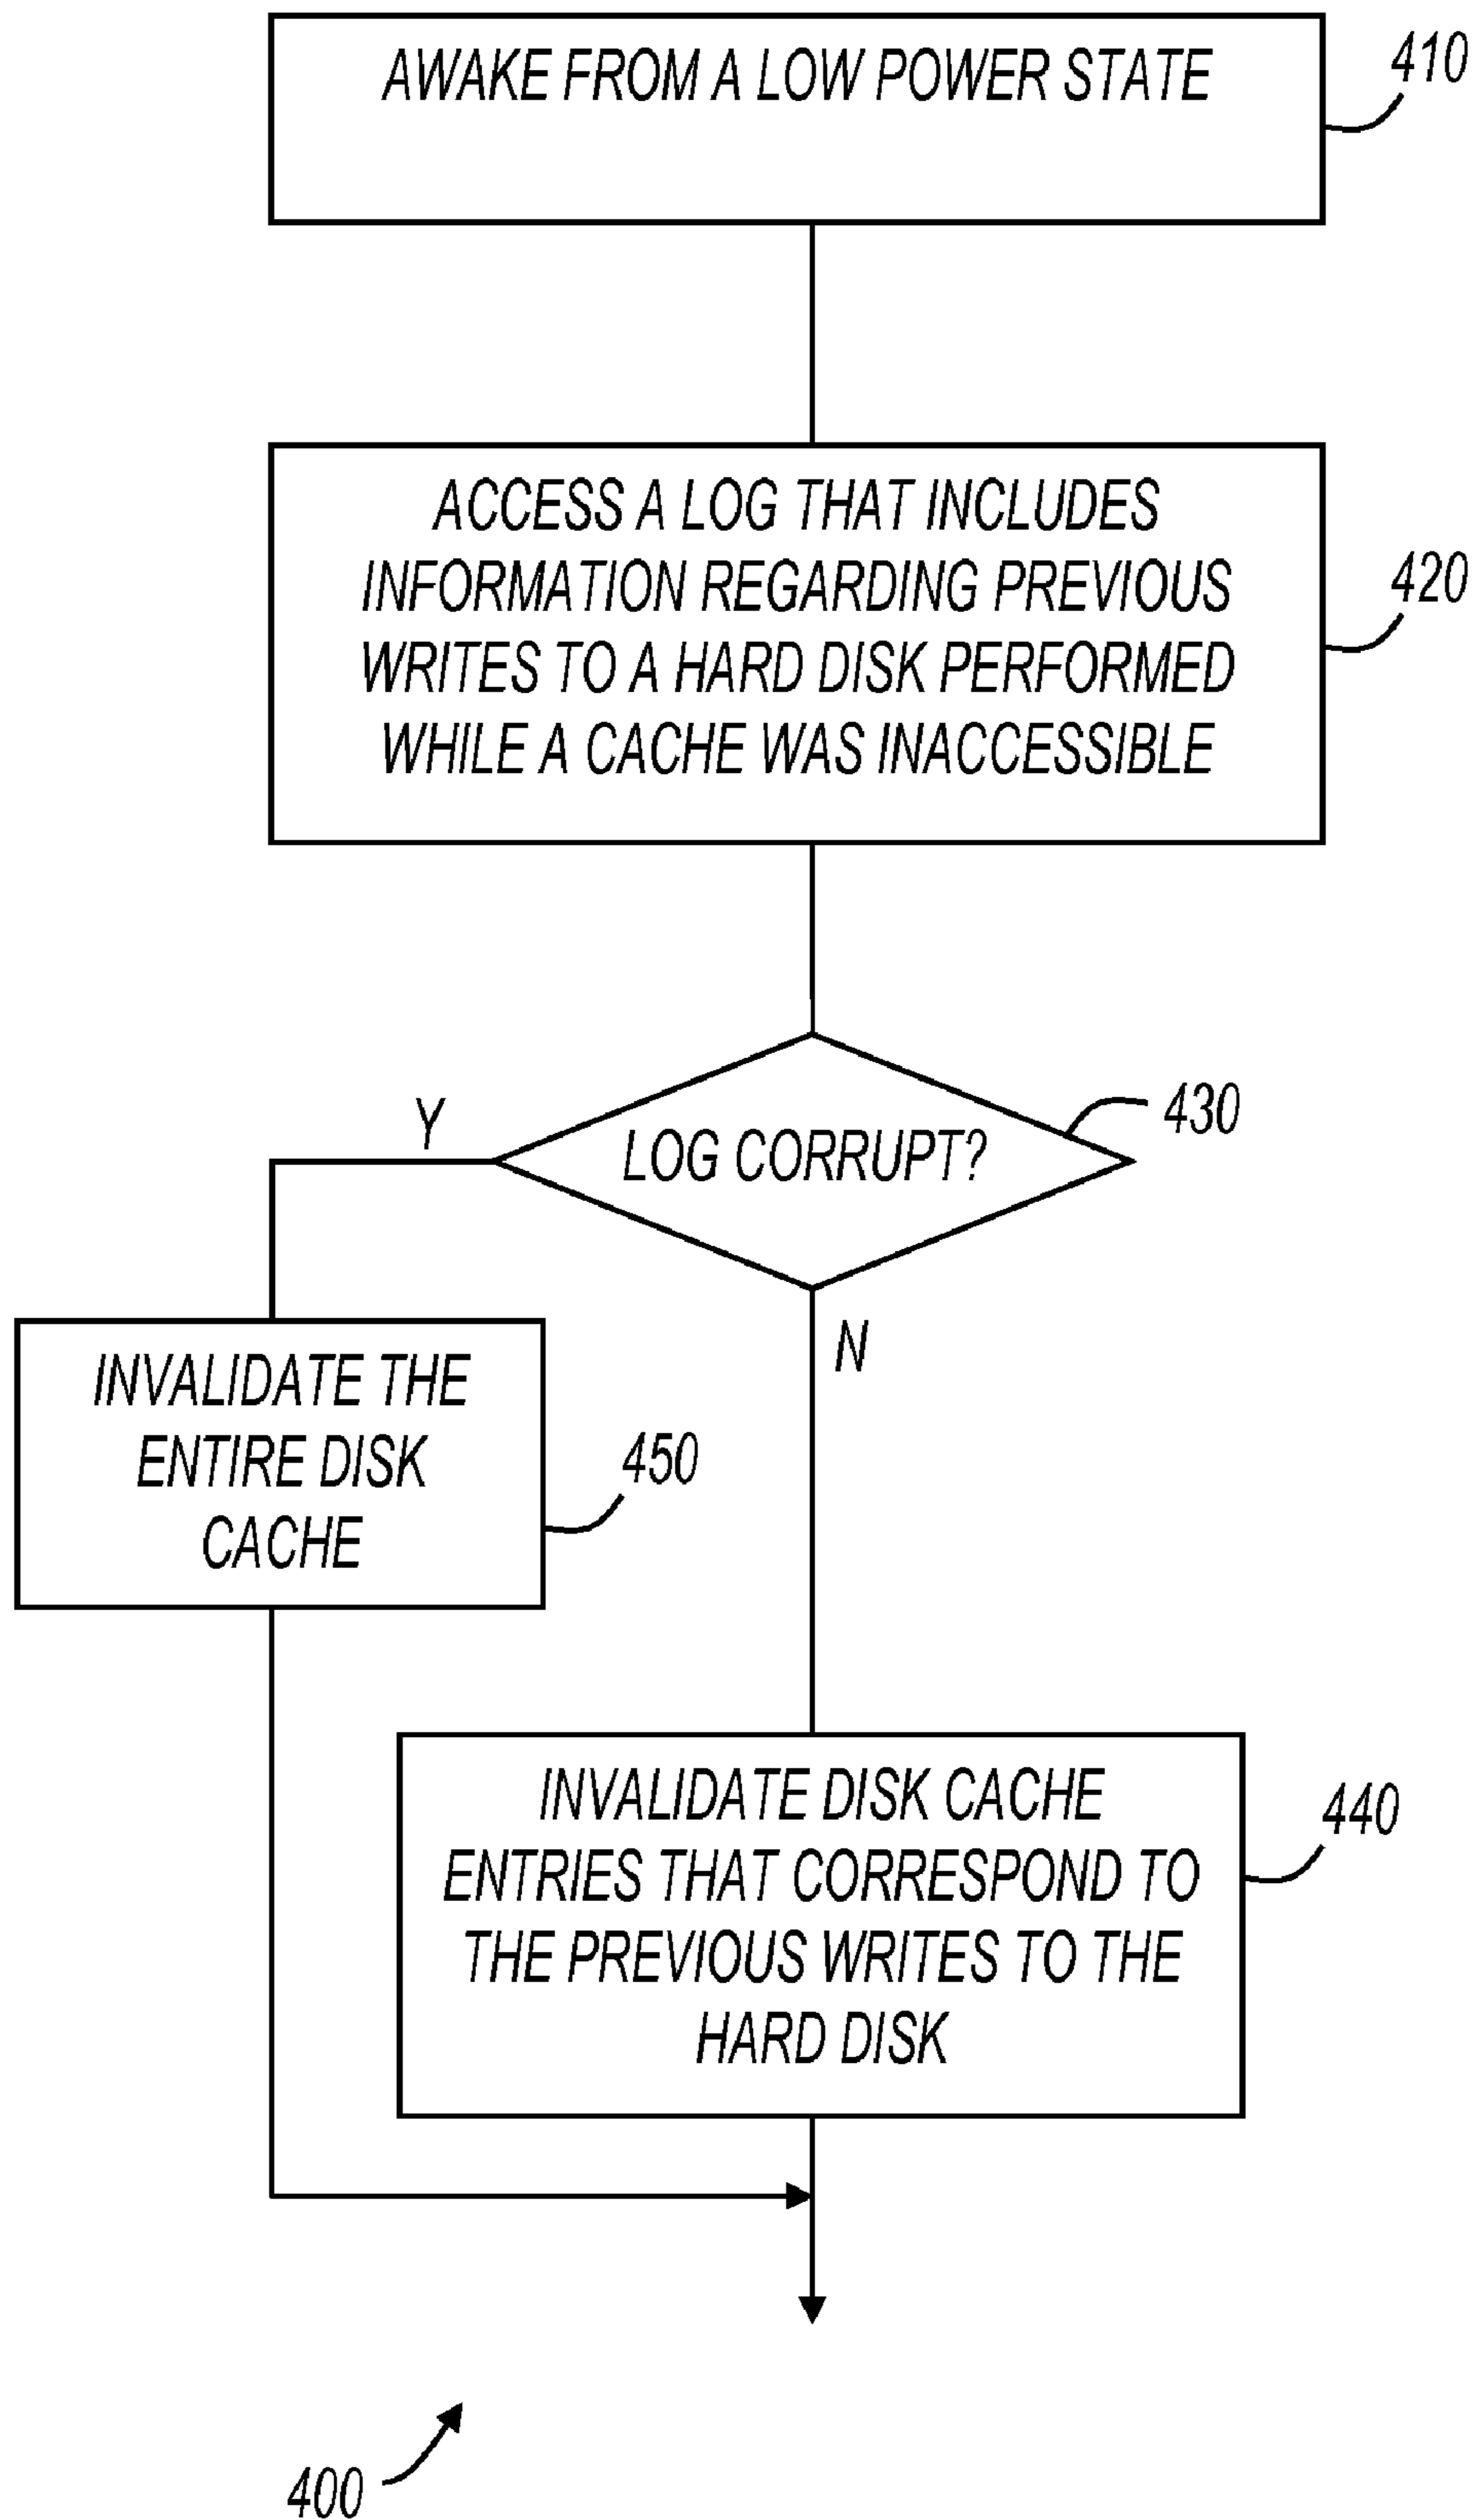 AWAKE FROM A LOW POWER STATE
410
ACCESS A LOG THAT INCLUDES
INFORMATION REGARDING PREVIOUS
WRITES TO A HARD DISK PERFORMED
WHILE A CACHE WAS INACCESSIBLE
420
LOG CORRUPT?
430
Y
N
INVALIDATE THE
ENTIRE DISK
CACHE
450
INVALIDATE DISK CACHE
ENTRIES THAT CORRESPOND TO
THE PREVIOUS WRITES TO THE
HARD DISK
440
400